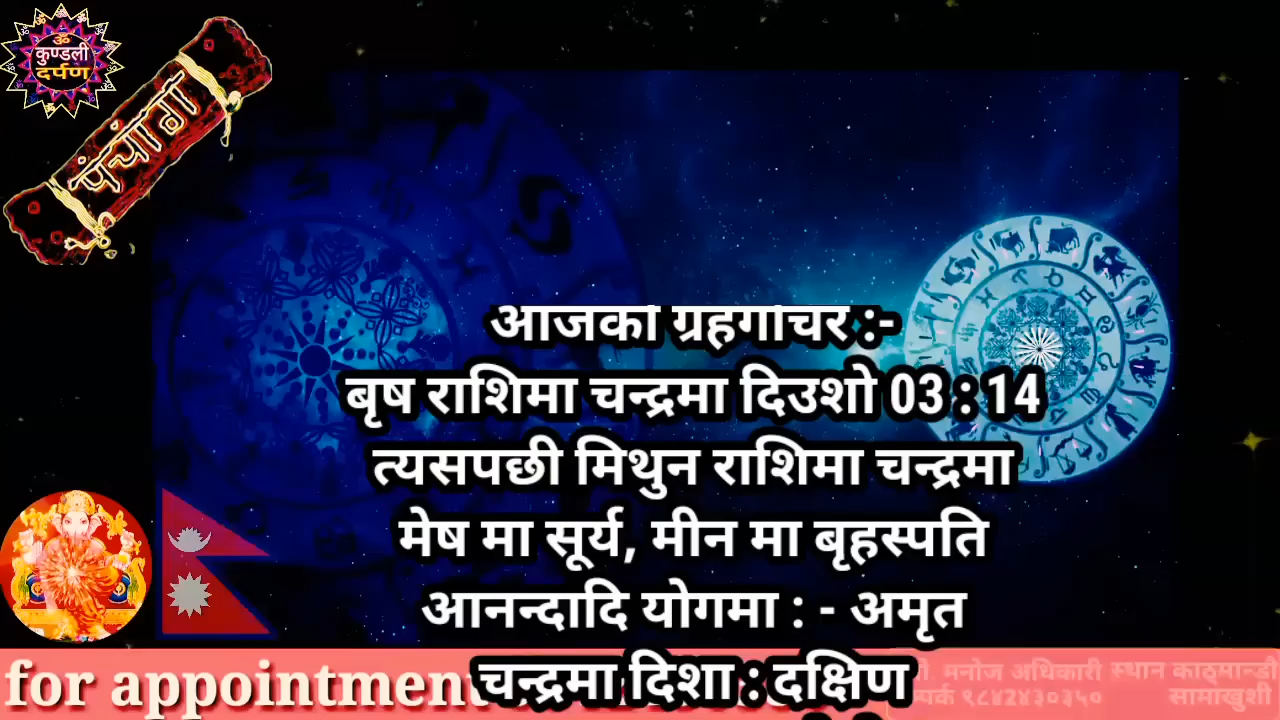 ॐ
कुण्डली
दर्पण
पंचांग
आजको ग्रहगोचर :-
बृष राशिमा चन्द्रमा दिउशो 03 : 14
त्यसपछी मिथुन राशिमा चन्द्रमा
मेष मा सूर्य, मीन मा बृहस्पति
आनन्दादि योगमा : - अमृत
चन्द्रमा दिशा : दक्षिण
for appointment
मनोज अधिकारी स्थान काठ्मान्डौ
९८४२४३०३५० सामाखुशी